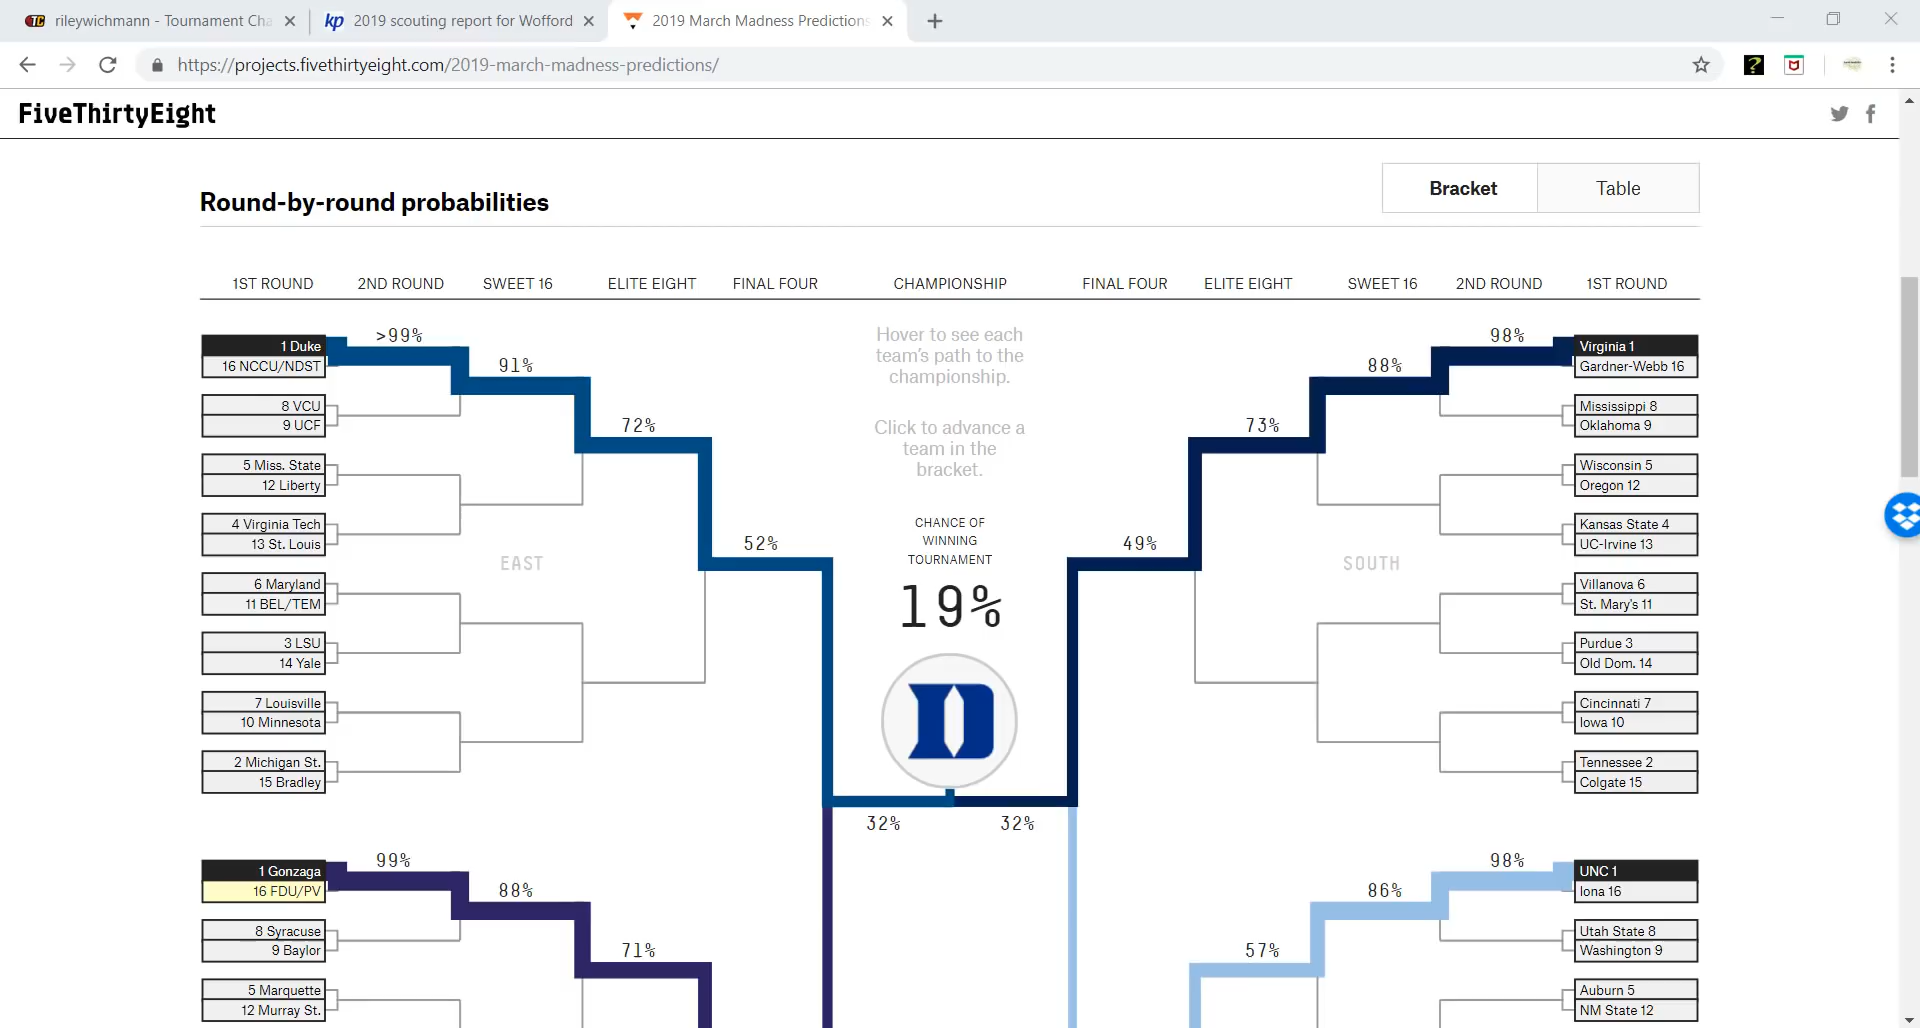 rileywichmann - Tournament Cha
kp 2019 scouting report for Wofford
2019 March Madness Predictions
https://projects.fivethirtyeight.com/2019-march-madness-predictions/
FiveThirtyEight
Round-by-round probabilities
Bracket
Table
1ST ROUND 2ND ROUND SWEET 16 ELITE EIGHT FINAL FOUR CHAMPIONSHIP FINAL FOUR ELITE EIGHT SWEET 16 2ND ROUND 1ST ROUND
1 Duke
16 NCCU/NDST
8 VCU
9 UCF
5 Miss. State
12 Liberty
4 Virginia Tech
13 St. Louis
6 Maryland
11 BEL/TEM
3 LSU
14 Yale
7 Louisville
10 Minnesota
2 Michigan St.
15 Bradley
>99%
91%
72%
52%
EAST
Hover to see each
team's path to the
championship.
Click to advance a
team in the
bracket.
CHANCE OF
WINNING
TOURNAMENT
19%
D
32%
32%
49%
73%
88%
98%
SOUTH
Virginia 1
Gardner-Webb 16
Mississippi 8
Oklahoma 9
Wisconsin 5
Oregon 12
Kansas State 4
UC-Irvine 13
Villanova 6
St. Mary's 11
Purdue 3
Old Dom. 14
Cincinnati 7
Iowa 10
Tennessee 2
Colgate 15
1 Gonzaga
16 FDU/PV
8 Syracuse
9 Baylor
5 Marquette
12 Murray St.
99%
88%
71%
57%
86%
98%
UNC 1
Iona 16
Utah State 8
Washington 9
Auburn 5
NM State 12